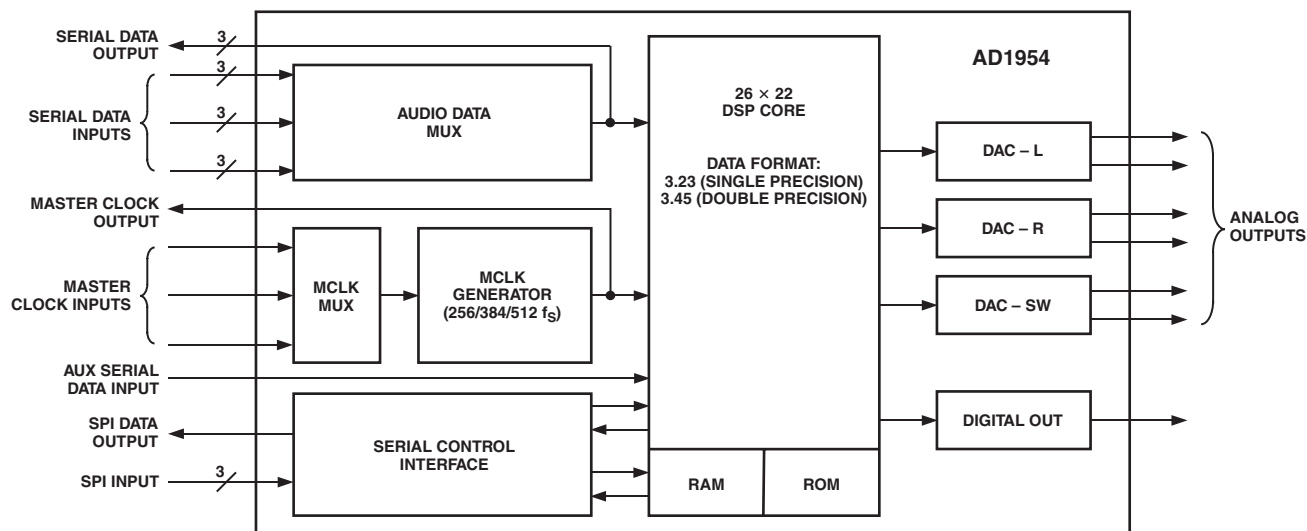 SERIAL DATA
OUTPUT
3
3
SERIAL DATA
INPUTS
3
3
AUDIO DATA
MUX
MASTER CLOCK
OUTPUT
MASTER
CLOCK INPUTS
MCLK
MUX
MCLK
GENERATOR
(256/384/512 fS)
AUX SERIAL
DATA INPUT
SPI DATA
OUTPUT
SPI INPUT
3
SERIAL CONTROL
INTERFACE
26 × 22
DSP CORE
DATA FORMAT:
3.23 (SINGLE PRECISION)
3.45 (DOUBLE PRECISION)
RAM
ROM
AD1954
DAC – L
DAC – R
DAC – SW
DIGITAL OUT
ANALOG
OUTPUTS